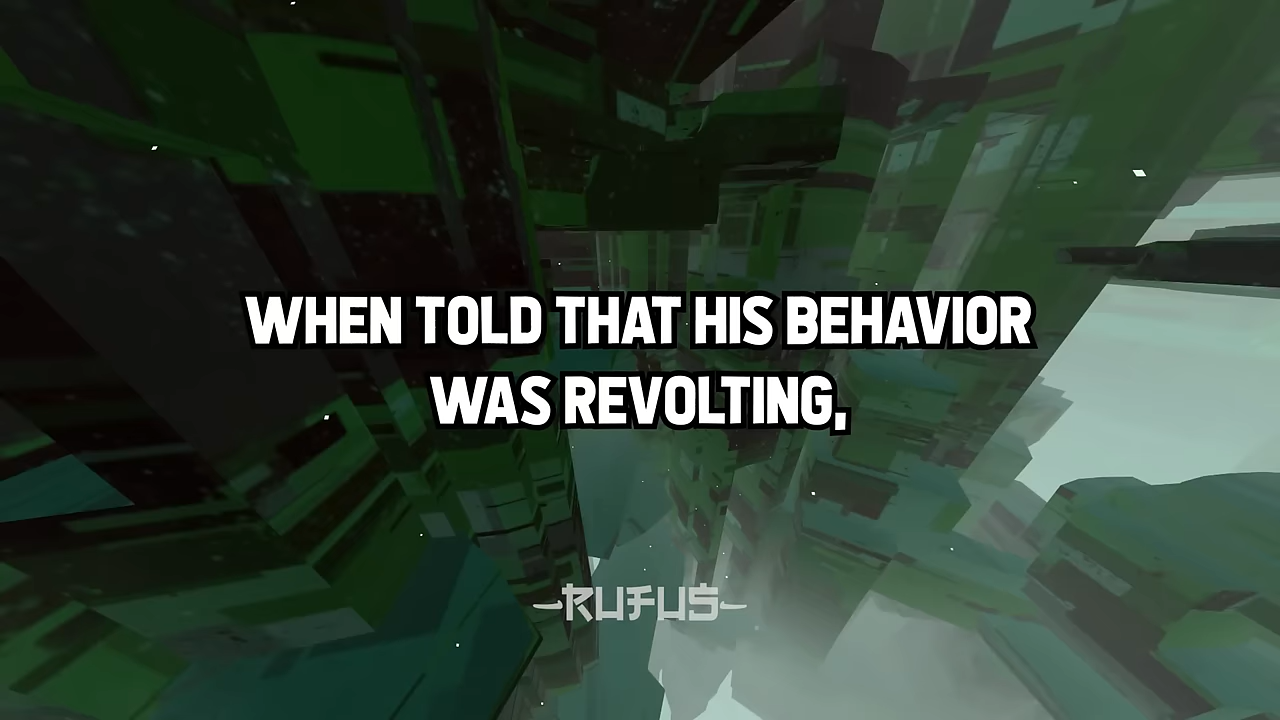 WHEN TOLD THAT HIS BEHAVIOR
WAS REVOLTING,
-RUFUS-